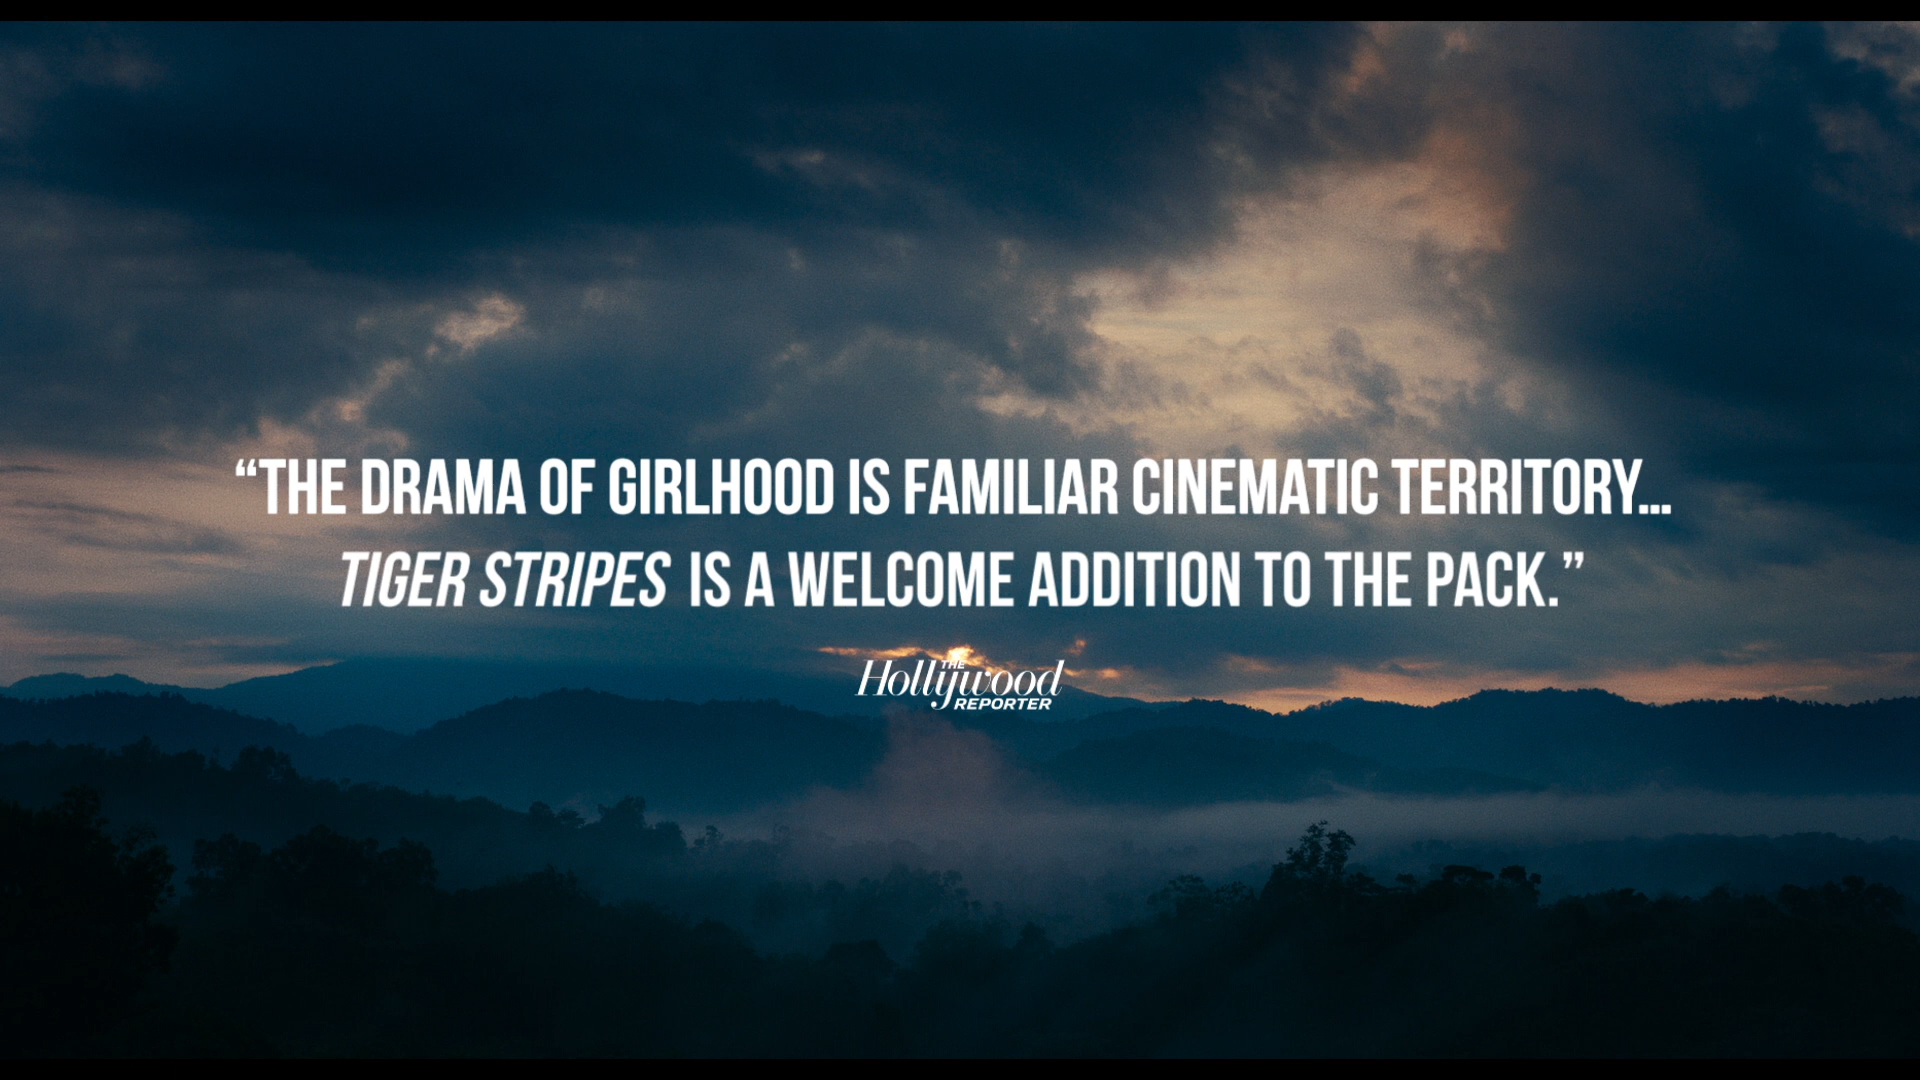 “THE DRAMA OF GIRLHOOD IS FAMILIAR CINEMATIC TERRITORY...
TIGER STRIPES IS A WELCOME ADDITION TO THE PACK.”
THE
Hollywood
REPORTER